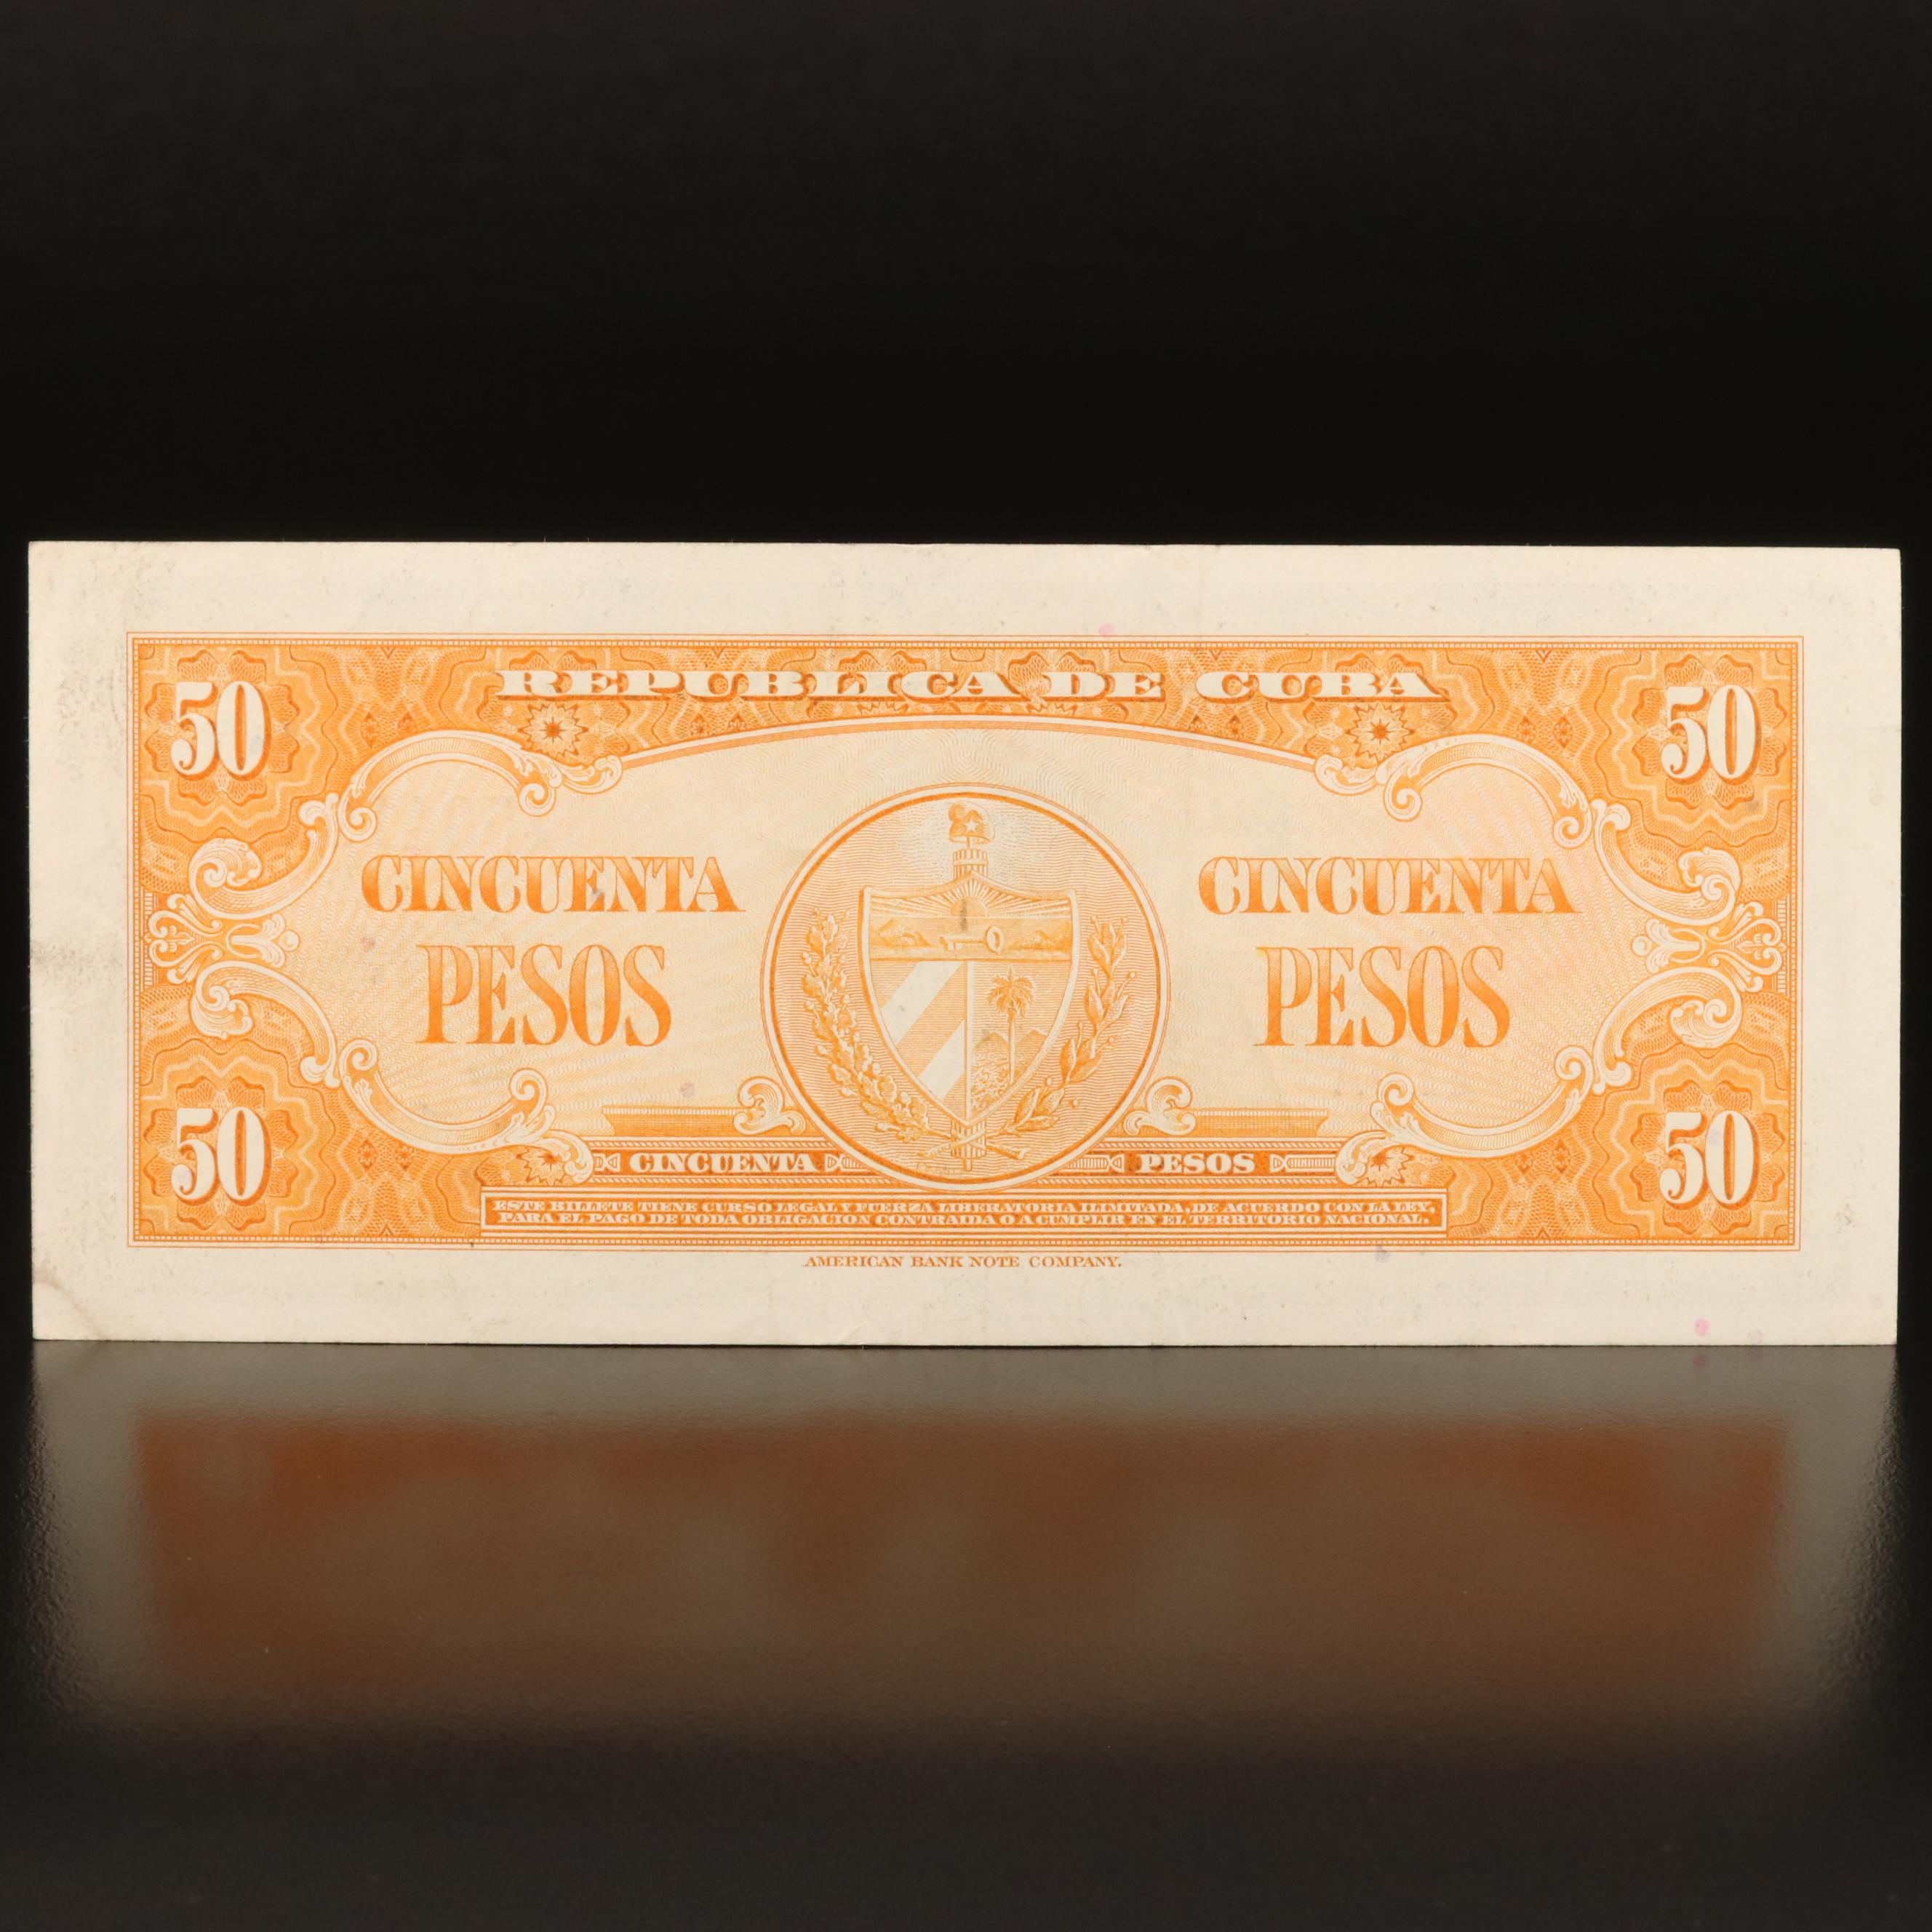 REPUBLICA DE CUBA
50 50
CINCUENTA CINCUENTA
PESOS PESOS
50 50
CINCUENTA PESOS
ESTE BILLETE TIENE CURSO LEGAL Y FUERZA LIBERATORIA ILIMITADA, DE ACUERDO CON LA LEY,
PARA EL PAGO DE TODA OBLIGACION CONTRAIDA O A CUMPLIR EN EL TERRITORIO NACIONAL.
AMERICAN BANK NOTE COMPANY.